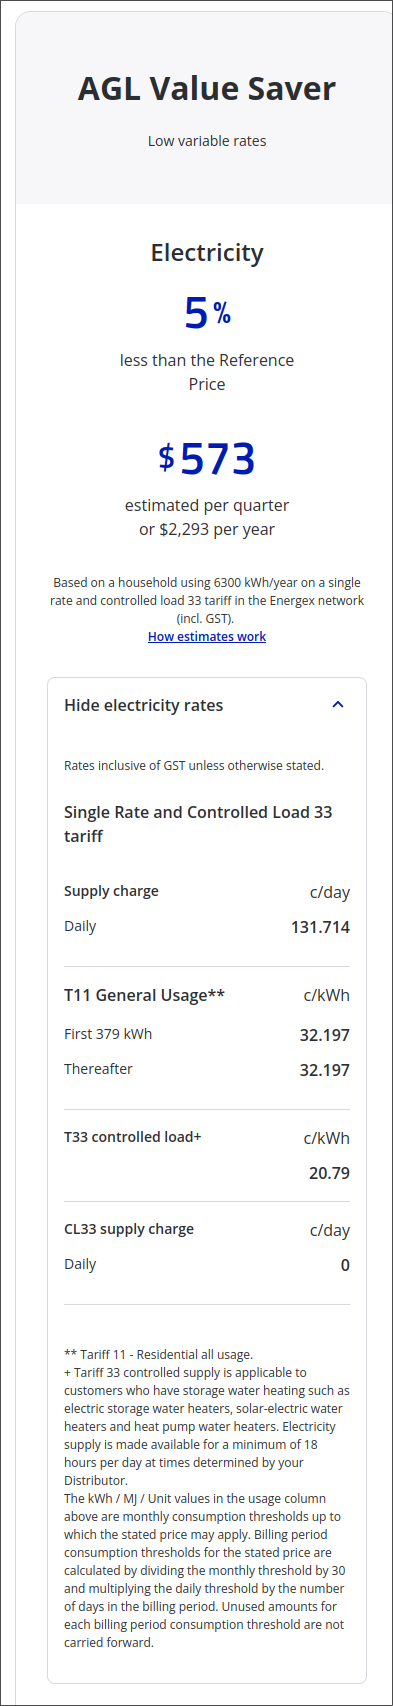 AGL Value Saver
Low variable rates
Electricity
5%
less than the Reference
Price
$573
estimated per quarter
or $2,293 per year
Based on a household using 6300 kWh/year on a single
rate and controlled load 33 tariff in the Energex network
(incl. GST).
How estimates work
Hide electricity rates
Rates inclusive of GST unless otherwise stated.
Single Rate and Controlled Load 33
tariff
Supply charge c/day
Daily 131.714
T11 General Usage** c/kWh
First 379 kWh 32.197
Thereafter 32.197
T33 controlled load+ c/kWh
20.79
CL33 supply charge c/day
Daily 0
** Tariff 11 - Residential all usage.
+ Tariff 33 controlled supply is applicable to
customers who have storage water heating such as
electric storage water heaters, solar-electric water
heaters and heat pump water heaters. Electricity
supply is made available for a minimum of 18
hours per day at times determined by your
Distributor.
The kWh / MJ / Unit values in the usage column
above are monthly consumption thresholds up to
which the stated price may apply. Billing period
consumption thresholds for the stated price are
calculated by dividing the monthly threshold by 30
and multiplying the daily threshold by the number
of days in the billing period. Unused amounts for
each billing period consumption threshold are not
carried forward.